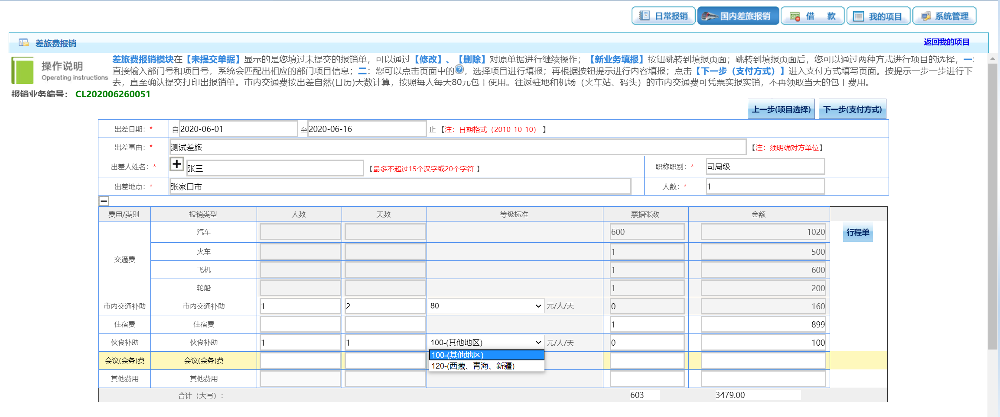 日常报销 国内差旅报销 借 款 我的项目 系统管理
差旅费报销 返回我的项目
操作说明
Operating instructions
差旅费报销模块在【未提交单据】显示的是您填过未提交的报销单，可以通过【修改】、【删除】对原单据进行继续操作；【新业务填报】按钮跳转到填报页面；跳转到填报页面后，您可以通过两种方式进行项目的选择，一：
直接输入部门号和项目号，系统会匹配出相应的部门项目信息；二：您可以点击页面中的?，选择项目进行填报；再根据按钮提示进行内容填报；点击【下一步（支付方式）】进入支付方式填写页面。按提示一步一步进行下
去，直至确认提交打印出报销单。市内交通费按出差自然(日历)天数计算，按照每人每天80元包干使用。往返驻地和机场（火车站、码头）的市内交通费可凭票实报实销，不再领取当天的包干费用。
报销业务编号： CL202006260051
上一步(项目选择) 下一步(支付方式)
出差日期：* 自 2020-06-01 至 2020-06-16 止【注：日期格式（2010-10-10）】
出差事由：* 测试差旅 【注：须明确对方单位】
出差人姓名：* 张三 【最多不超过15个汉字或20个字符 】 职称职别：* 司局级
出差地点：* 张家口市 人数：* 1
费用/类别 报销类型 人数 天数 等级标准 票据张数 金额
交通费 汽车 600 1020 行程单
火车 1 500
飞机 1 600
轮船 1 200
市内交通补助 市内交通补助 1 2 80 元/人/天 0 160
住宿费 住宿费 1 899
伙食补助 伙食补助 1 1 100-(其他地区) 元/人/天 0 100
100-(其他地区)
120-(西藏、青海、新疆)
会议(会务)费 会议(会务)费
其他费用 其他费用
合计（大写）： 603 3479.00